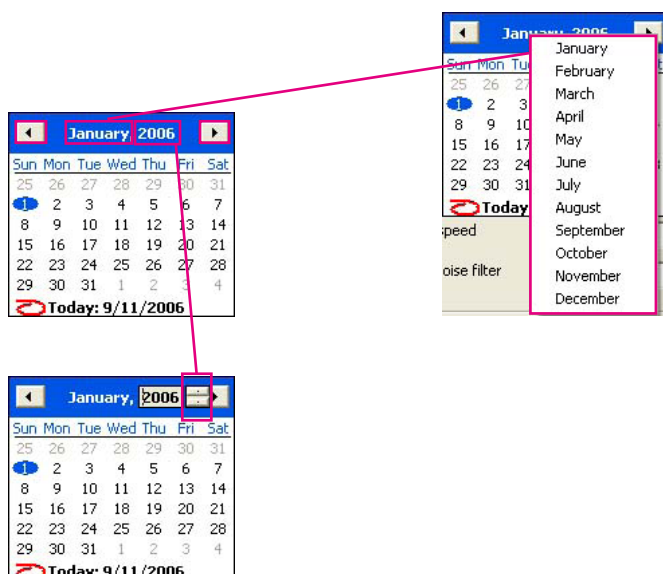 January, 2006
Sun Mon Tue Wed Thu Fri Sat
25 26 27 28 29 30 31
1 2 3 4 5 6 7
8 9 10 11 12 13 14
15 16 17 18 19 20 21
22 23 24 25 26 27 28
29 30 31 1 2 3 4
Today: 9/11/2006
January, 2006
Sun Mon
25 26 27
1 2 3
8 9 10
15 16 17
22 23 24
29 30 31
Today
speed
oise filter
January
February
March
April
May
June
July
August
September
October
November
December
January, 2006
Sun Mon Tue Wed Thu Fri Sat
25 26 27 28 29 30 31
1 2 3 4 5 6 7
8 9 10 11 12 13 14
15 16 17 18 19 20 21
22 23 24 25 26 27 28
29 30 31 1 2 3 4
Today: 9/11/2006